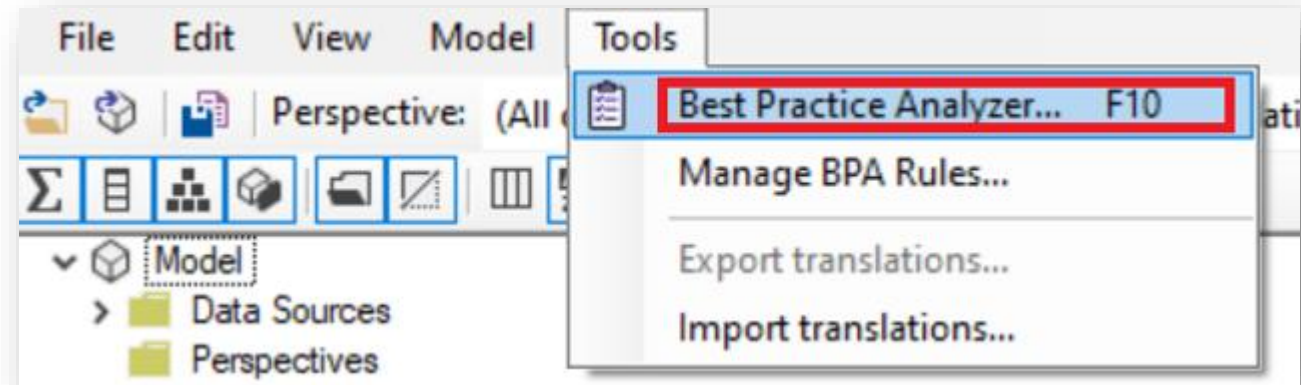 File Edit View Model Tools
Perspective: (All
Best Practice Analyzer... F10
Manage BPA Rules...
Export translations...
Import translations...
Model
Data Sources
Perspectives